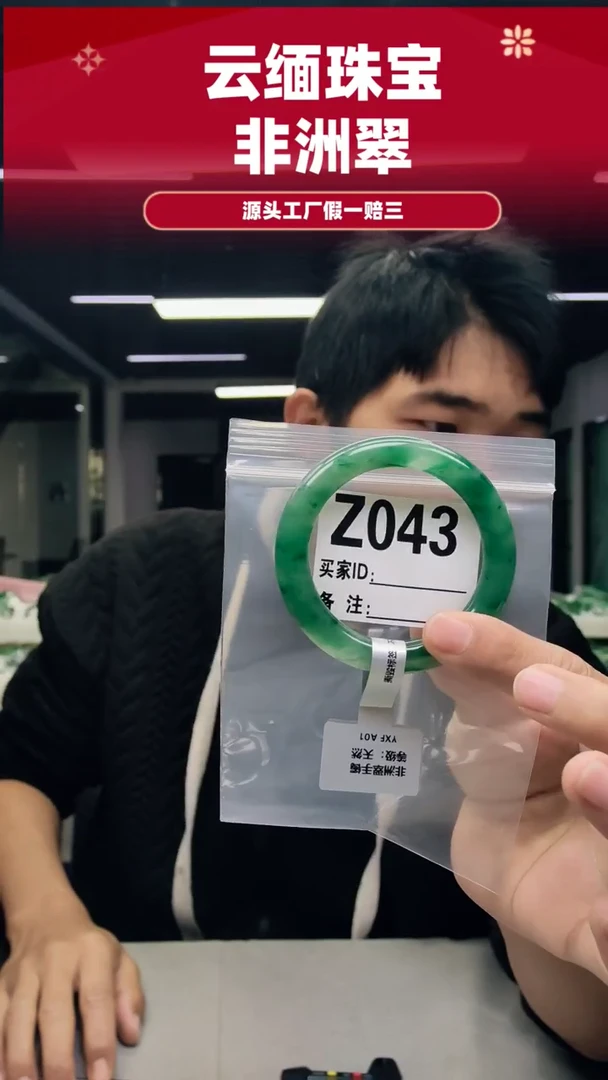 云缅珠宝
非洲翠
源头工厂假一赔三
Z043
买家ID:
备 注:
非洲翠手镯
等级: 天然
YXF A01